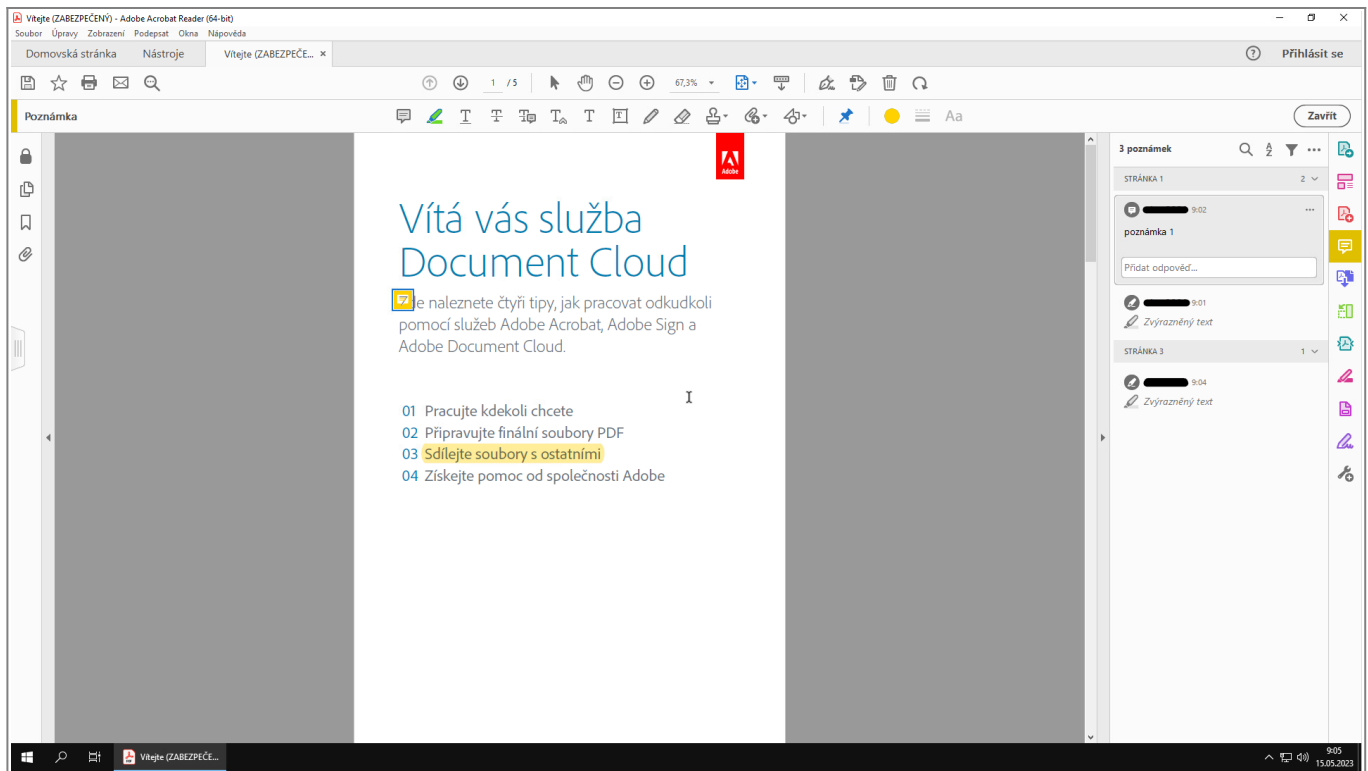 Vítejte (ZABEZPEČENÝ) - Adobe Acrobat Reader (64-bit)
Soubor Úpravy Zobrazení Podepsat Okna Nápověda
Domovská stránka Nástroje Vítejte (ZABEZPEČE... × Přihlásit se
1 / 5 67,3%
Poznámka Aa Zavřít
Adobe
Vítá vás služba
Document Cloud
e naleznete čtyři tipy, jak pracovat odkudkoli
pomocí služeb Adobe Acrobat, Adobe Sign a
Adobe Document Cloud.
01 Pracujte kdekoli chcete
02 Připravujte finální soubory PDF
03 Sdílejte soubory s ostatními
04 Získejte pomoc od společnosti Adobe
3 poznámek
STRÁNKA 1 2
9:02
poznámka 1
Přidat odpověď...
9:01
Zvýrazněný text
STRÁNKA 3 1
9:04
Zvýrazněný text
Vítejte (ZABEZPEČE...
9:05
15.05.2023